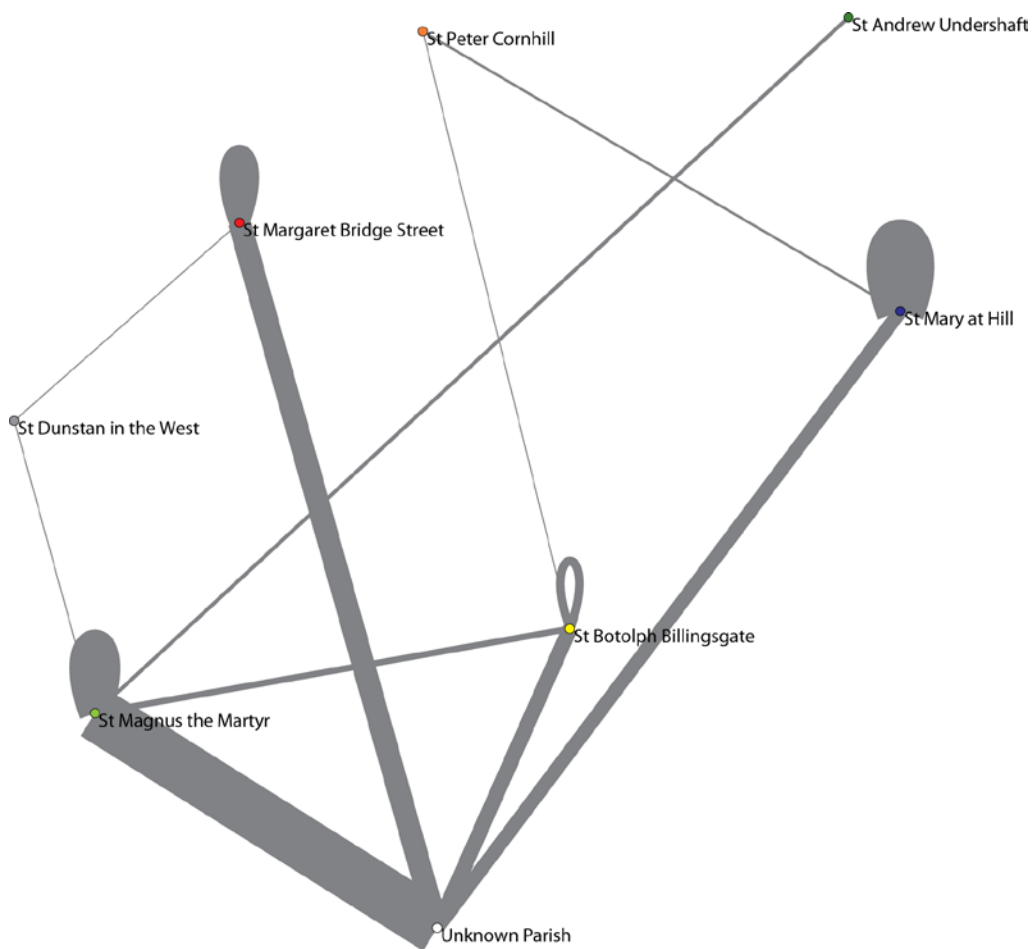 St Andrew Undershaft
St Peter Cornhill
St Margaret Bridge Street
St Mary at Hill
St Dunstan in the West
St Botolph Billingsgate
St Magnus the Martyr
Unknown Parish